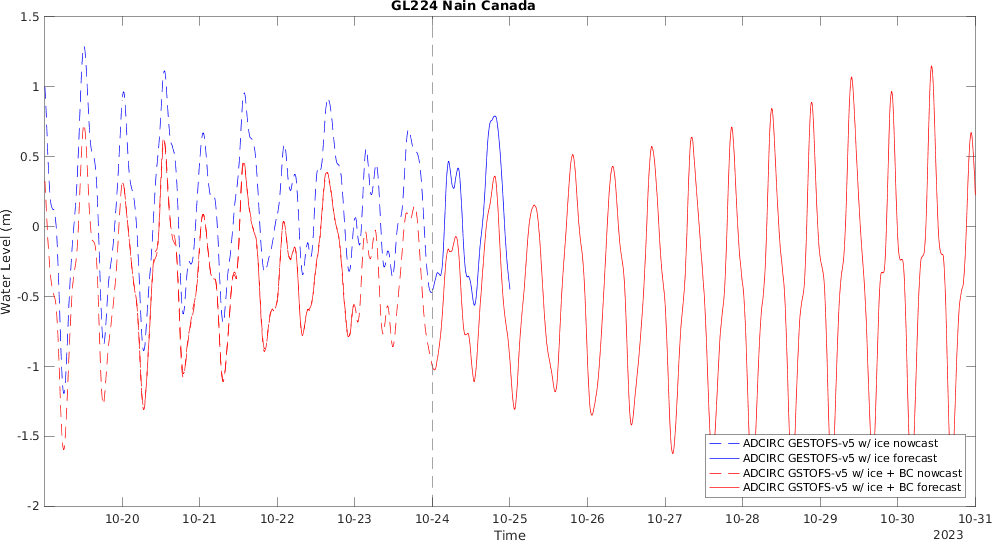 GL224 Nain Canada
1.5
1
0.5
0
-0.5
-1
-1.5
-2
Water Level (m)
ADCIRC GESTOFS-v5 w/ ice nowcast
ADCIRC GESTOFS-v5 w/ ice forecast
ADCIRC GSTOFS-v5 w/ ice + BC nowcast
ADCIRC GSTOFS-v5 w/ ice + BC forecast
10-20 10-21 10-22 10-23 10-24 10-25 10-26 10-27 10-28 10-29 10-30 10-31
Time
2023